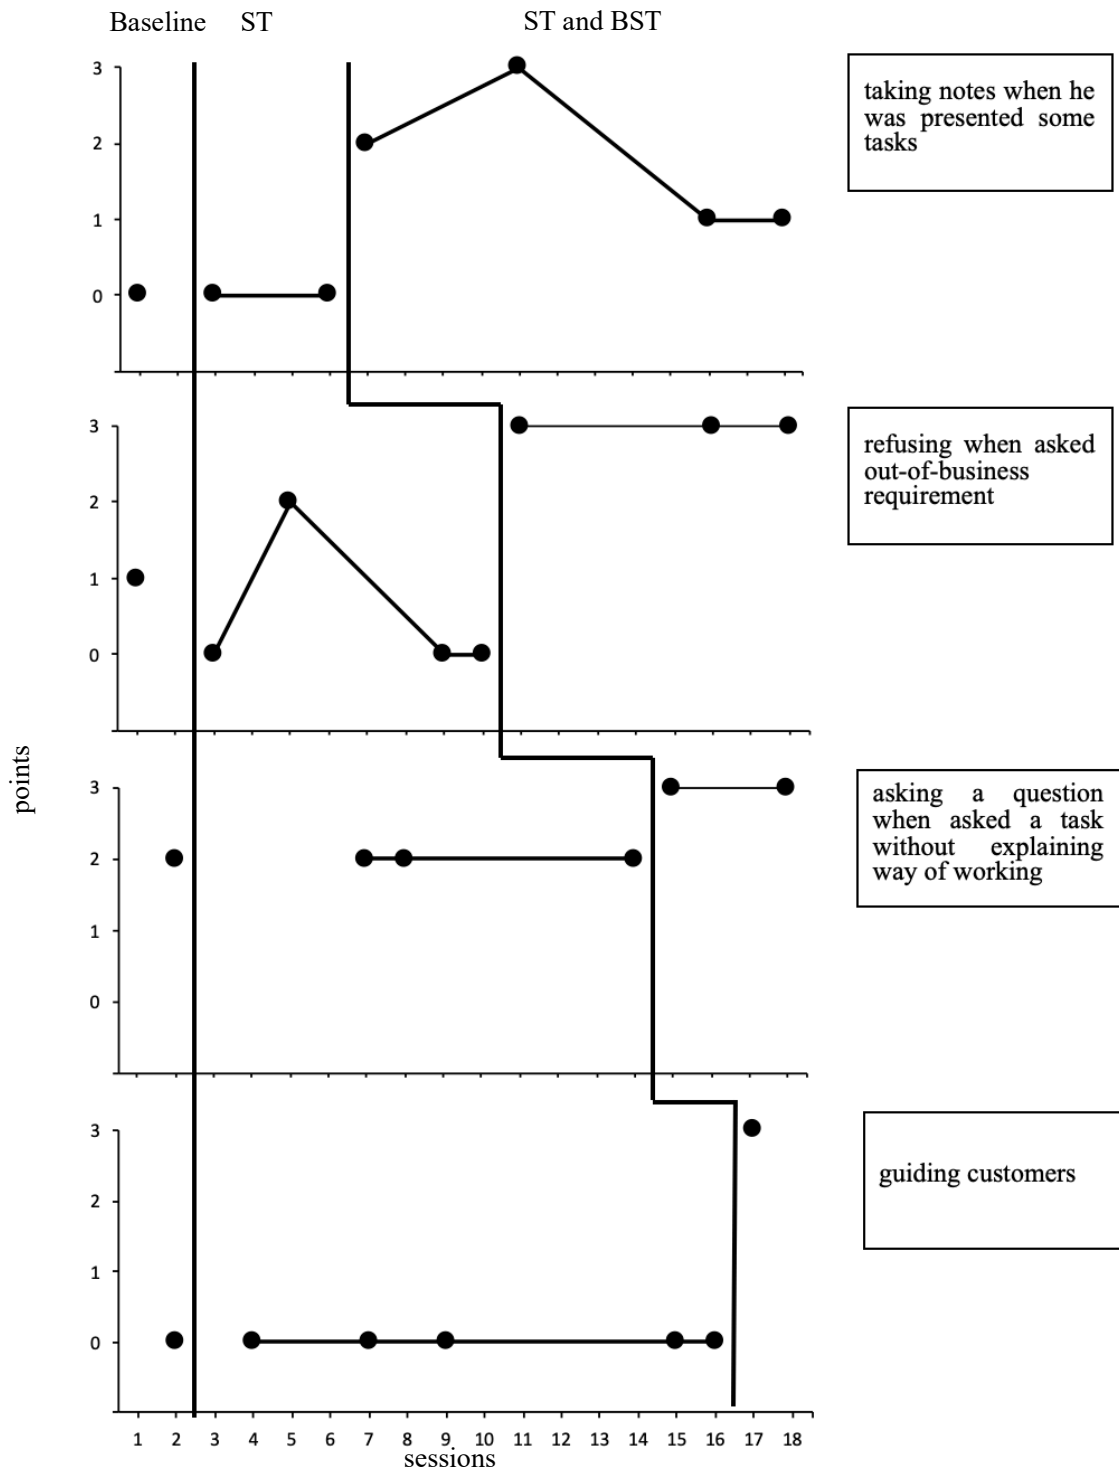 Baseline ST ST and BST
3
2
1
0
taking notes when he
was presented some
tasks
3
2
1
0
refusing when asked
out-of-business
requirement
points
3
2
1
0
asking a question
when asked a task
without explaining
way of working
3
2
1
0
guiding customers
1 2 3 4 5 6 7 8 9 10 11 12 13 14 15 16 17 18
sessions